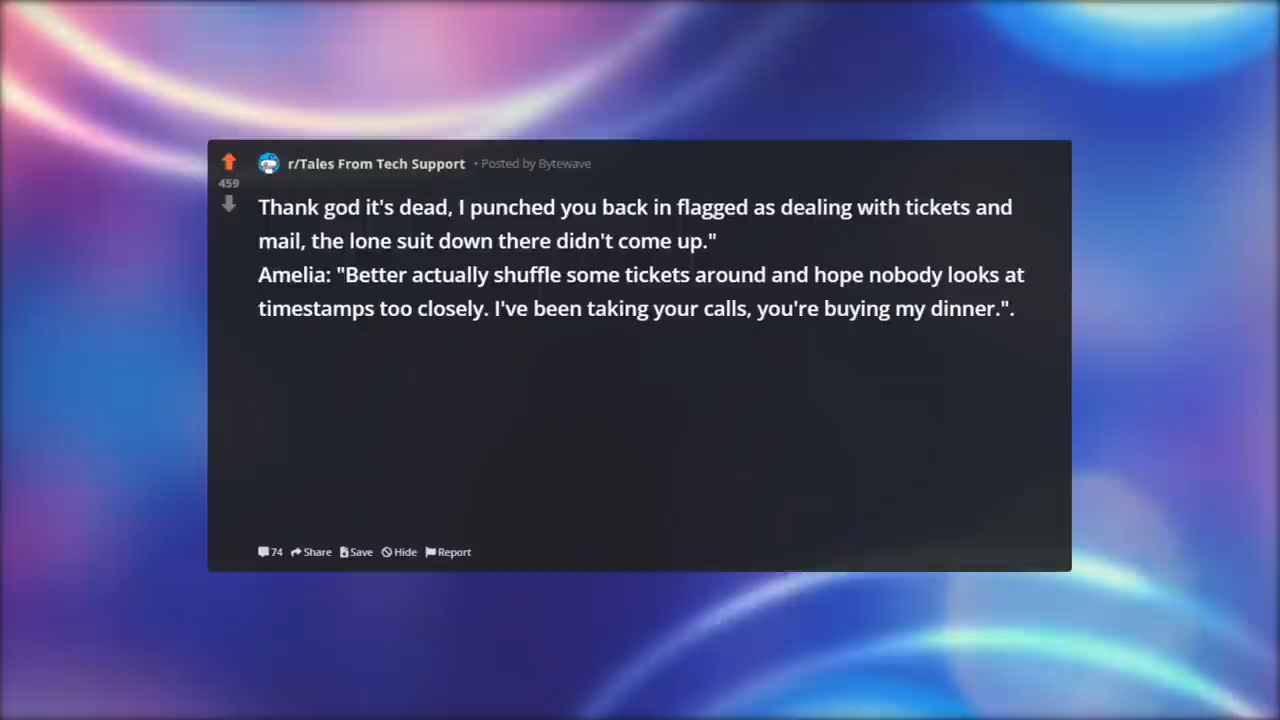 r/Tales From Tech Support • Posted by Bytewave
459
Thank god it's dead, I punched you back in flagged as dealing with tickets and
mail, the lone suit down there didn't come up."
Amelia: "Better actually shuffle some tickets around and hope nobody looks at
timestamps too closely. I've been taking your calls, you're buying my dinner.".
74 Share Save Hide Report